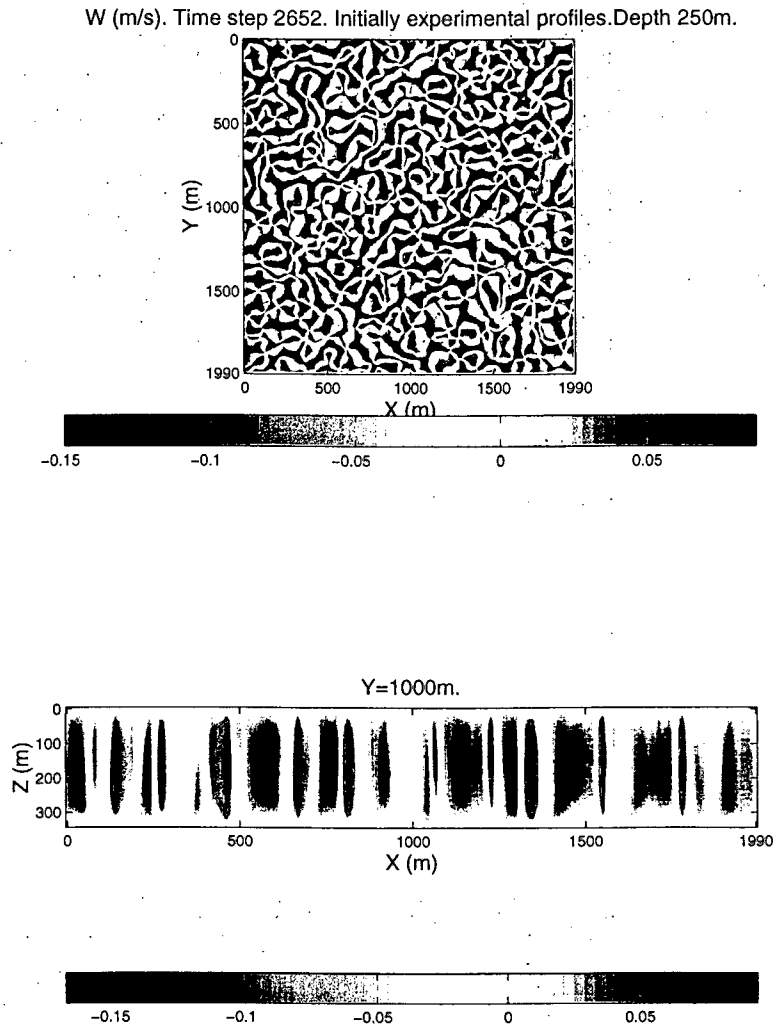 W (m/s). Time step 2652. Initially experimental profiles.Depth 250m.
0
500
1000
1500
1990
Y (m)
0 500 1000 1500 1990
X (m)
−0.15 −0.1 −0.05 0 0.05
Y=1000m.
0
100
200
300
Z (m)
0 500 1000 1500 1990
X (m)
−0.15 −0.1 −0.05 0 0.05